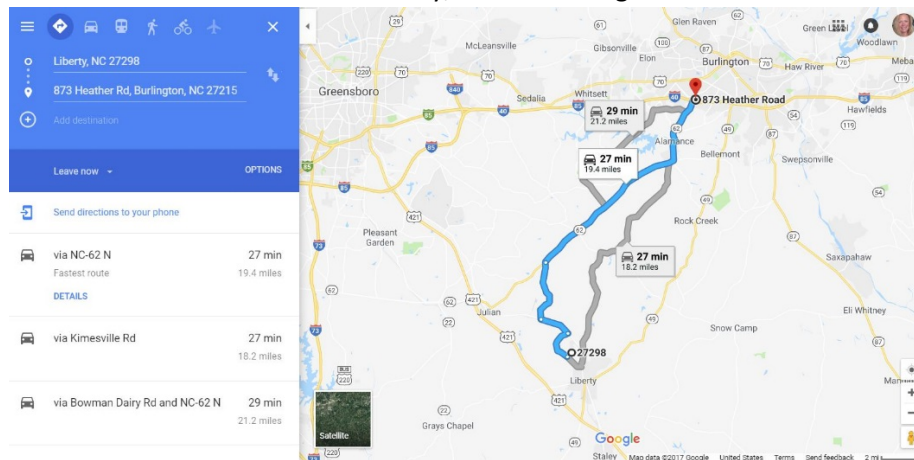 Liberty, NC 27298
873 Heather Rd, Burlington, NC 27215
Add destination
Leave now
OPTIONS
Send directions to your phone
via NC-62 N
27 min
Fastest route
19.4 miles
DETAILS
via Kimesville Rd
27 min
18.2 miles
via Bowman Dairy Rd and NC-62 N
29 min
21.2 miles
Glen Raven
McLeansville
Gibsonville
Elon
Burlington
Haw River
Woodlawn
Greensboro
Sedalia
Whitsett
873 Heather Road
Hawfields
29 min
21.2 miles
Alamance
Bellemont
Swepsonville
27 min
19.4 miles
Rock Creek
Pleasant
Garden
27 min
18.2 miles
Saxapahaw
Julian
Eli Whitney
Snow Camp
27298
Liberty
Grays Chapel
Satellite
Google
Staley
Map data ©2017 Google
United States
Terms
Send feedback